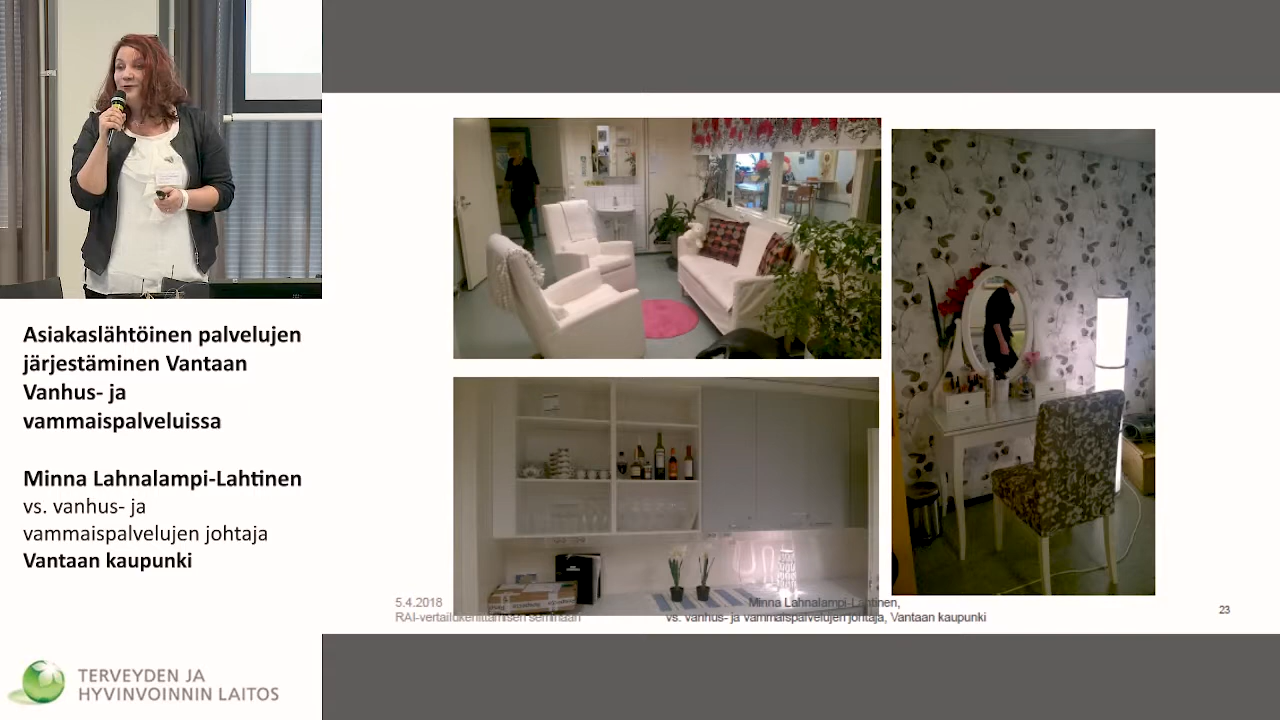 Asiakaslähtöinen palvelujen
järjestäminen Vantaan
Vanhus- ja
vammaispalveluissa
Minna Lahnalampi-Lahtinen
vs. vanhus- ja
vammaispalvelujen johtaja
Vantaan kaupunki
TERVEYDEN JA
HYVINVOINNIN LAITOS
5.4.2018
RAI-vertailukehittämisen seminaari
Minna Lahnalampi-Lahtinen,
vs. vanhus- ja vammaispalvelujen johtaja, Vantaan kaupunki
23